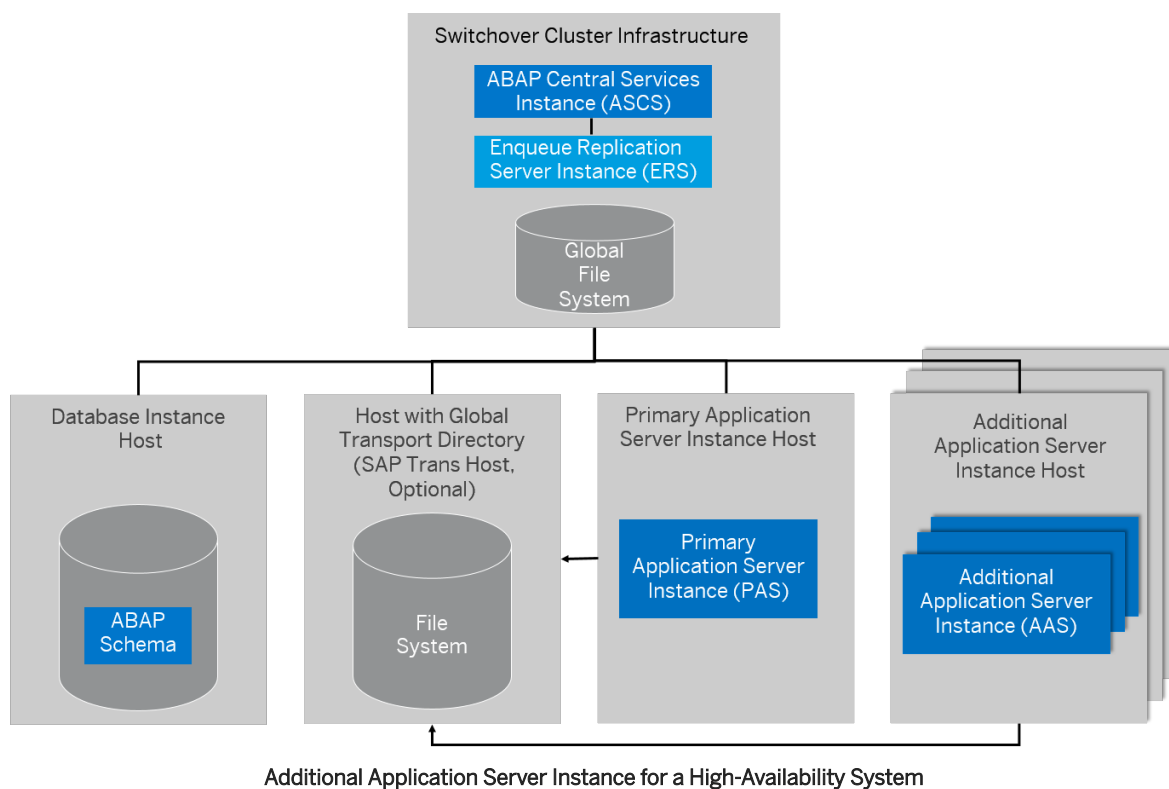 Switchover Cluster Infrastructure
ABAP Central Services
Instance (ASCS)
Enqueue Replication
Server Instance (ERS)
Global
File
System
Database Instance
Host
ABAP
Schema
Host with Global
Transport Directory
(SAP Trans Host,
Optional)
File
System
Primary Application
Server Instance Host
Primary
Application Server
Instance (PAS)
Additional
Application Server
Instance Host
Additional
Application Server
Instance (AAS)
Additional Application Server Instance for a High-Availability System